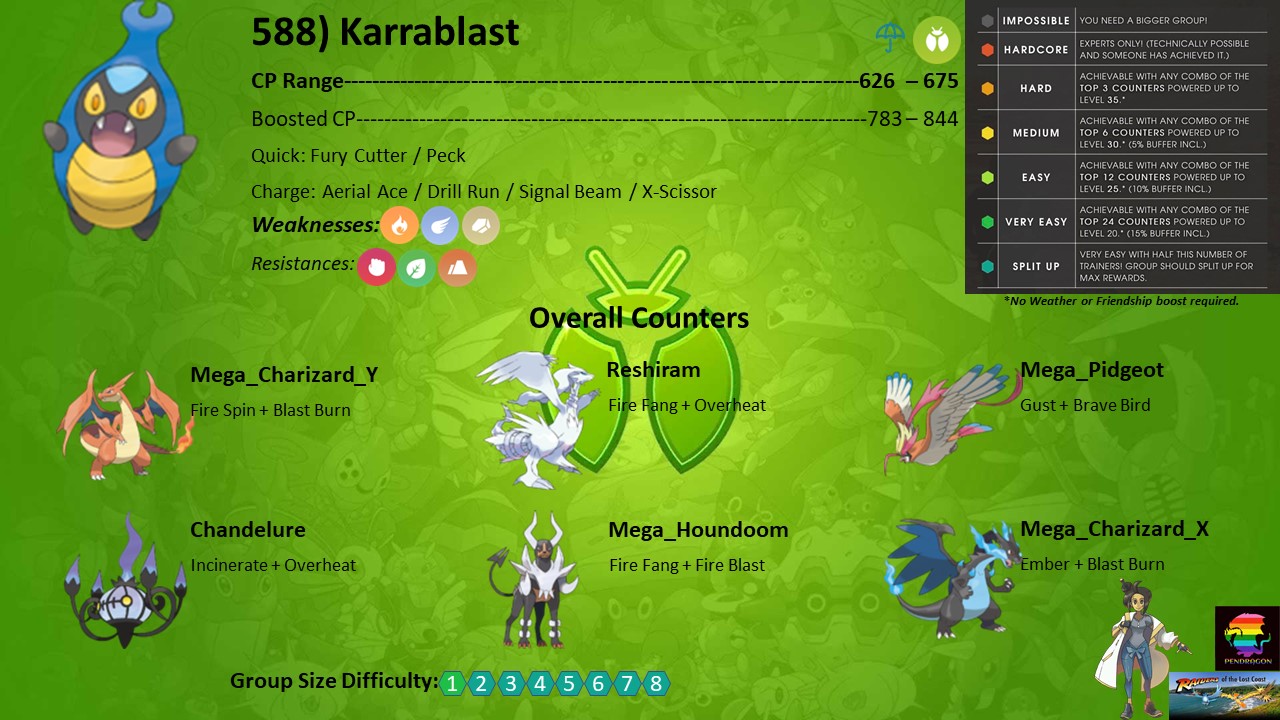 588) Karrablast
CP Range---626 – 675
Boosted CP---783 – 844
Quick: Fury Cutter / Peck
Charge: Aerial Ace / Drill Run / Signal Beam / X-Scissor
Weaknesses:
Resistances:
IMPOSSIBLE YOU NEED A BIGGER GROUP!
HARDCORE EXPERTS ONLY! (TECHNICALLY POSSIBLE
AND SOMEONE HAS ACHIEVED IT.)
HARD ACHIEVABLE WITH ANY COMBO OF THE
TOP 3 COUNTERS POWERED UP TO
LEVEL 35.*
MEDIUM ACHIEVABLE WITH ANY COMBO OF THE
TOP 6 COUNTERS POWERED UP TO
LEVEL 30.* (5% BUFFER INCL.)
EASY ACHIEVABLE WITH ANY COMBO OF THE
TOP 12 COUNTERS POWERED UP TO
LEVEL 25.* (10% BUFFER INCL.)
VERY EASY ACHIEVABLE WITH ANY COMBO OF THE
TOP 24 COUNTERS POWERED UP TO
LEVEL 20.* (15% BUFFER INCL.)
SPLIT UP VERY EASY WITH HALF THIS NUMBER OF
TRAINERS! GROUP SHOULD SPLIT UP FOR
MAX REWARDS.
*No Weather or Friendship boost required.
Overall Counters
Mega_Charizard_Y
Fire Spin + Blast Burn
Reshiram
Fire Fang + Overheat
Mega_Pidgeot
Gust + Brave Bird
Chandelure
Incinerate + Overheat
Mega_Houndoom
Fire Fang + Fire Blast
Mega_Charizard_X
Ember + Blast Burn
Group Size Difficulty: 1 2 3 4 5 6 7 8
PENDRAGON
RAIDERS of the Lost Coast